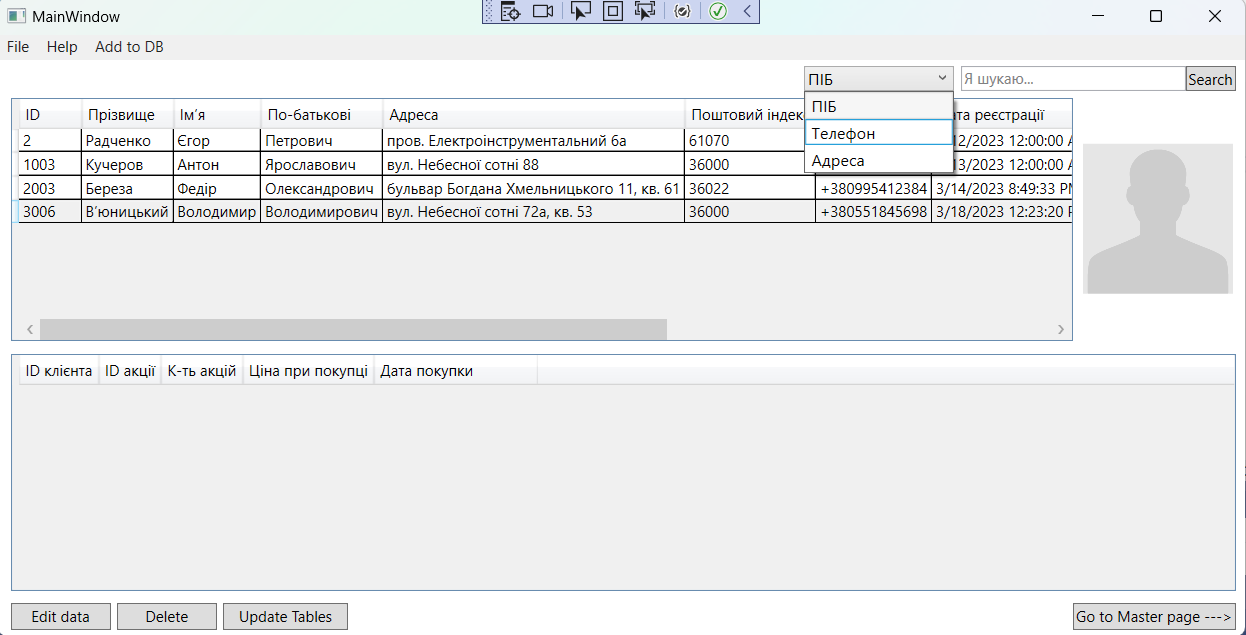 MainWindow
File Help Add to DB
ПІБ Я шукаю... Search
ПІБ
Телефон
Адреса
ID Прізвище Ім’я По-батькові Адреса Поштовий індек та реєстрації
2 Радченко Єгор Петрович пров. Електроінструментальний 6а 61070 12/2023 12:00:00 A
1003 Кучеров Антон Ярославович вул. Небесної сотні 88 36000 13/2023 12:00:00 A
2003 Береза Федір Олександрович бульвар Богдана Хмельницького 11, кв. 61 36022 +380995412384 3/14/2023 8:49:33 PM
3006 В’юницький Володимир Володимирович вул. Небесної сотні 72а, кв. 53 36000 +380551845698 3/18/2023 12:23:20 P
ID клієнта ID акції К-ть акцій Ціна при покупці Дата покупки
Edit data Delete Update Tables Go to Master page --->